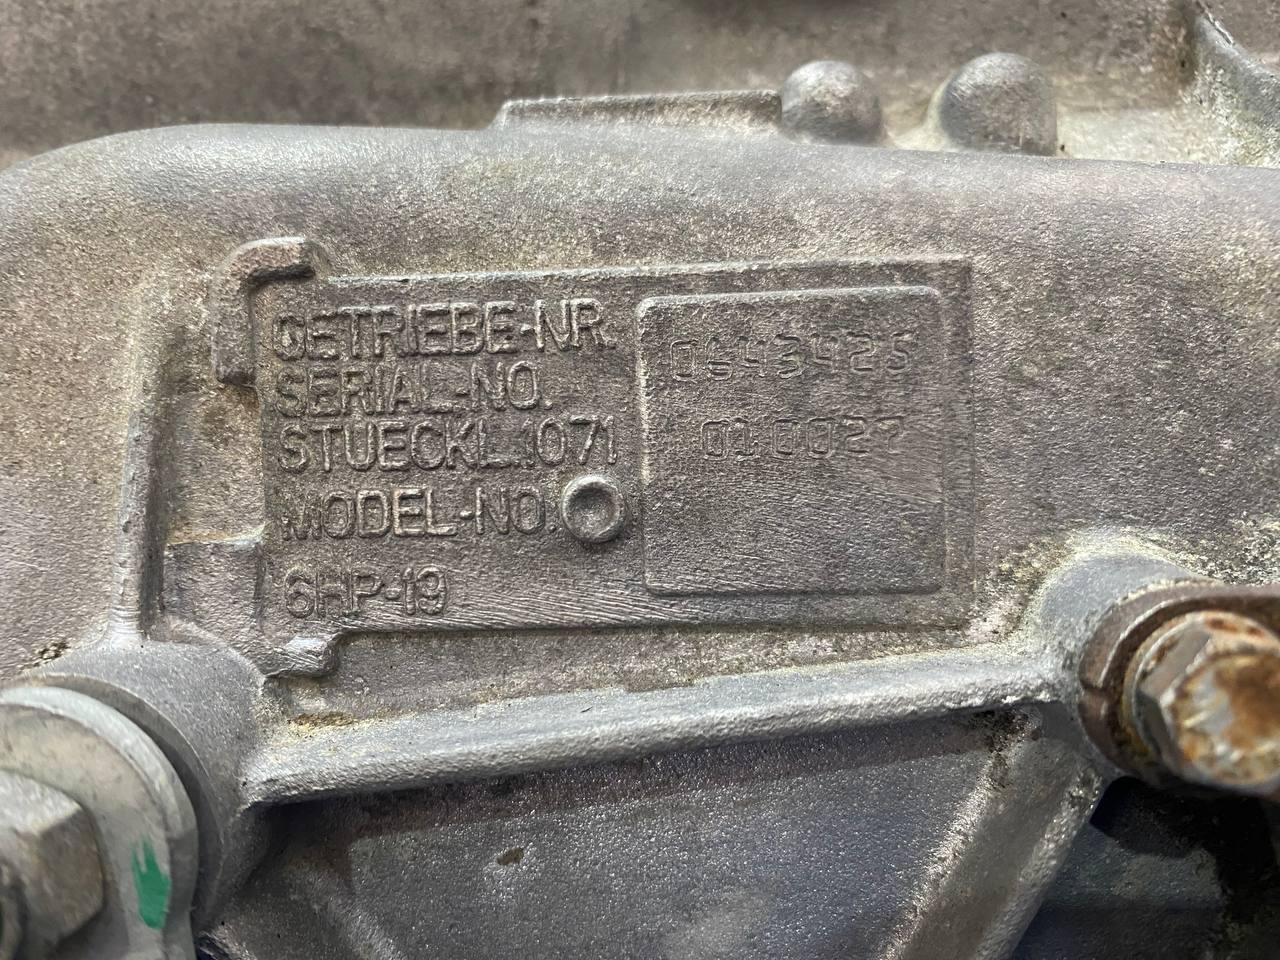 GETRIEBE-NR.
SERIAL-NO.
STUECKL.1071
MODEL-NO.
6HP-19
0643425
010027